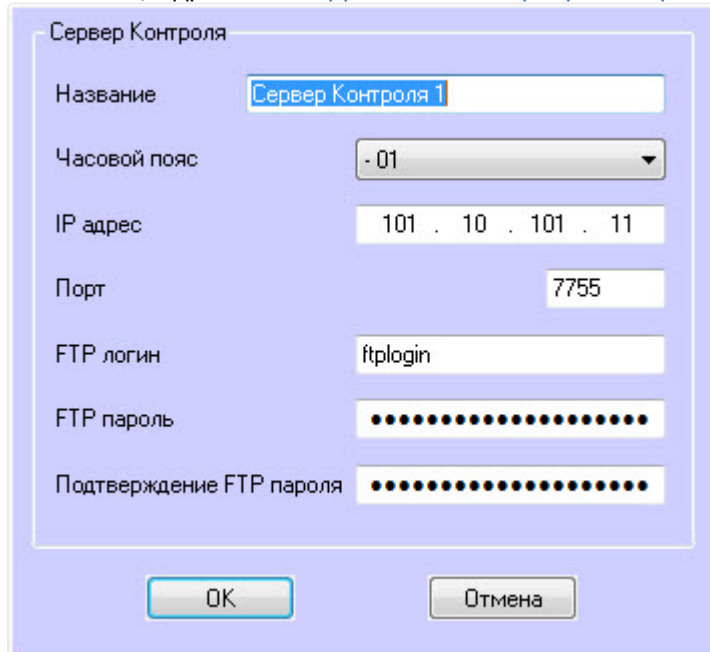 Сервер Контроля
Название Сервер Контроля 1
Часовой пояс - 01
IP адрес 101 . 10 . 101 . 11
Порт 7755
FTP логин ftplogin
FTP пароль ••••••••••••••••••••
Подтверждение FTP пароля ••••••••••••••••••••
OK Отмена